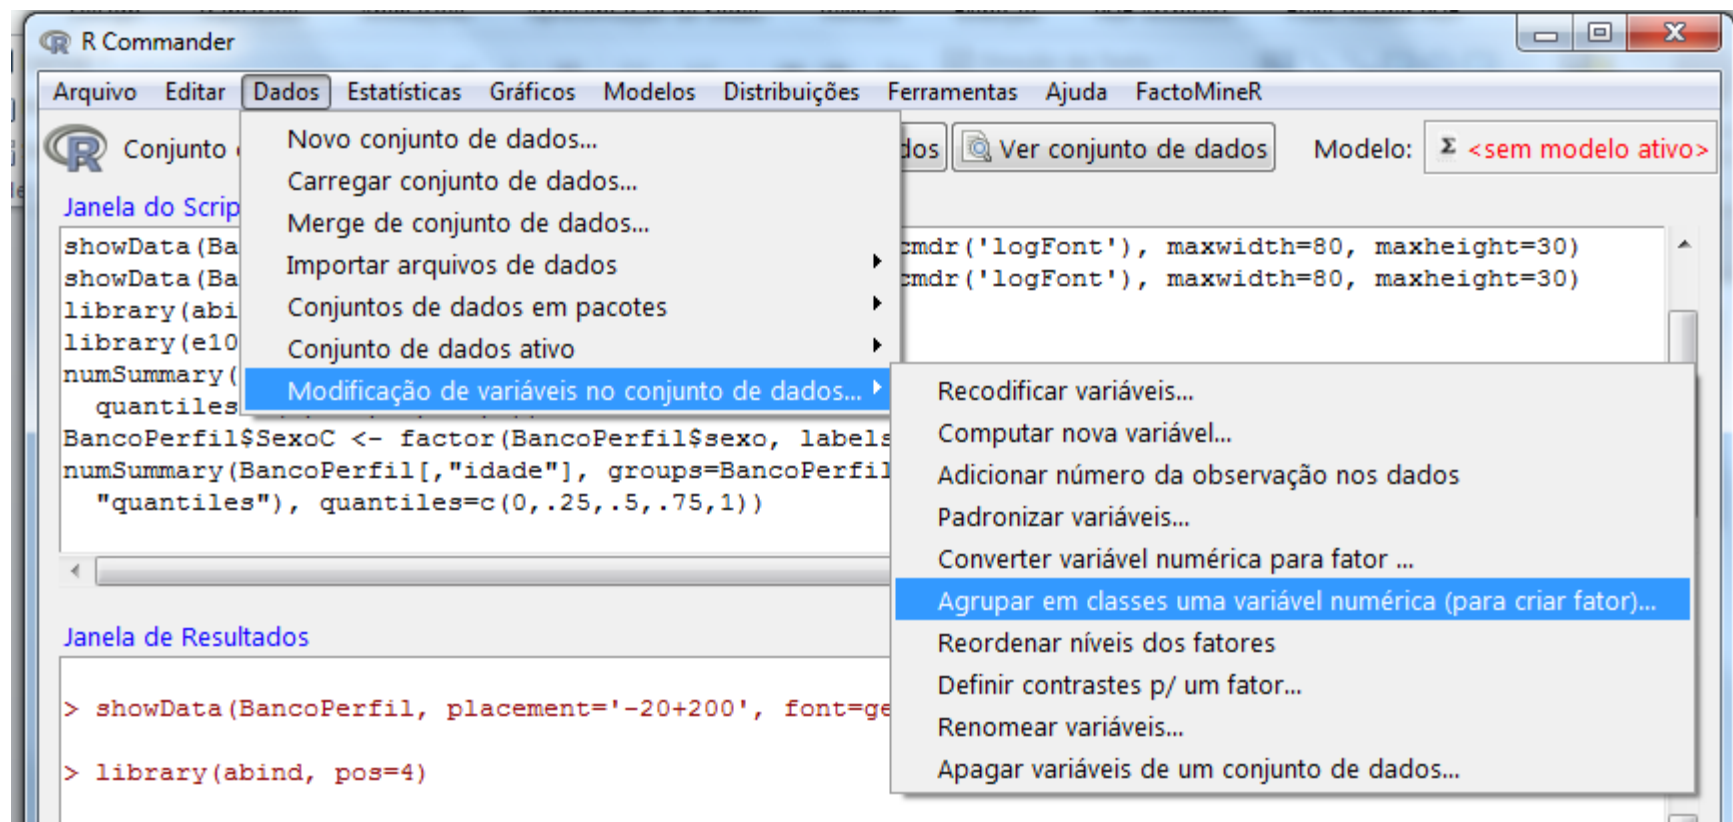 R Commander
Arquivo Editar Dados Estatísticas Gráficos Modelos Distribuições Ferramentas Ajuda FactoMineR
Conjunto
dos Ver conjunto de dados Modelo: Σ <sem modelo ativo>
Novo conjunto de dados...
Carregar conjunto de dados...
Merge de conjunto de dados...
Importar arquivos de dados
Conjuntos de dados em pacotes
Conjunto de dados ativo
Modificação de variáveis no conjunto de dados...
Recodificar variáveis...
Computar nova variável...
Adicionar número da observação nos dados
Padronizar variáveis...
Converter variável numérica para fator ...
Agrupar em classes uma variável numérica (para criar fator)...
Reordenar níveis dos fatores
Definir contrastes p/ um fator...
Renomear variáveis...
Apagar variáveis de um conjunto de dados...
Janela do Scrip
showData(Ba cmdr('logFont'), maxwidth=80, maxheight=30)
showData(Ba cmdr('logFont'), maxwidth=80, maxheight=30)
library(abi
library(e10
numSummary(
quantiles
BancoPerfil$SexoC <- factor(BancoPerfil$sexo, labels
numSummary(BancoPerfil[,"idade"], groups=BancoPerfil
"quantiles"), quantiles=c(0,.25,.5,.75,1))
Janela de Resultados
> showData(BancoPerfil, placement='-20+200', font=ge
> library(abind, pos=4)